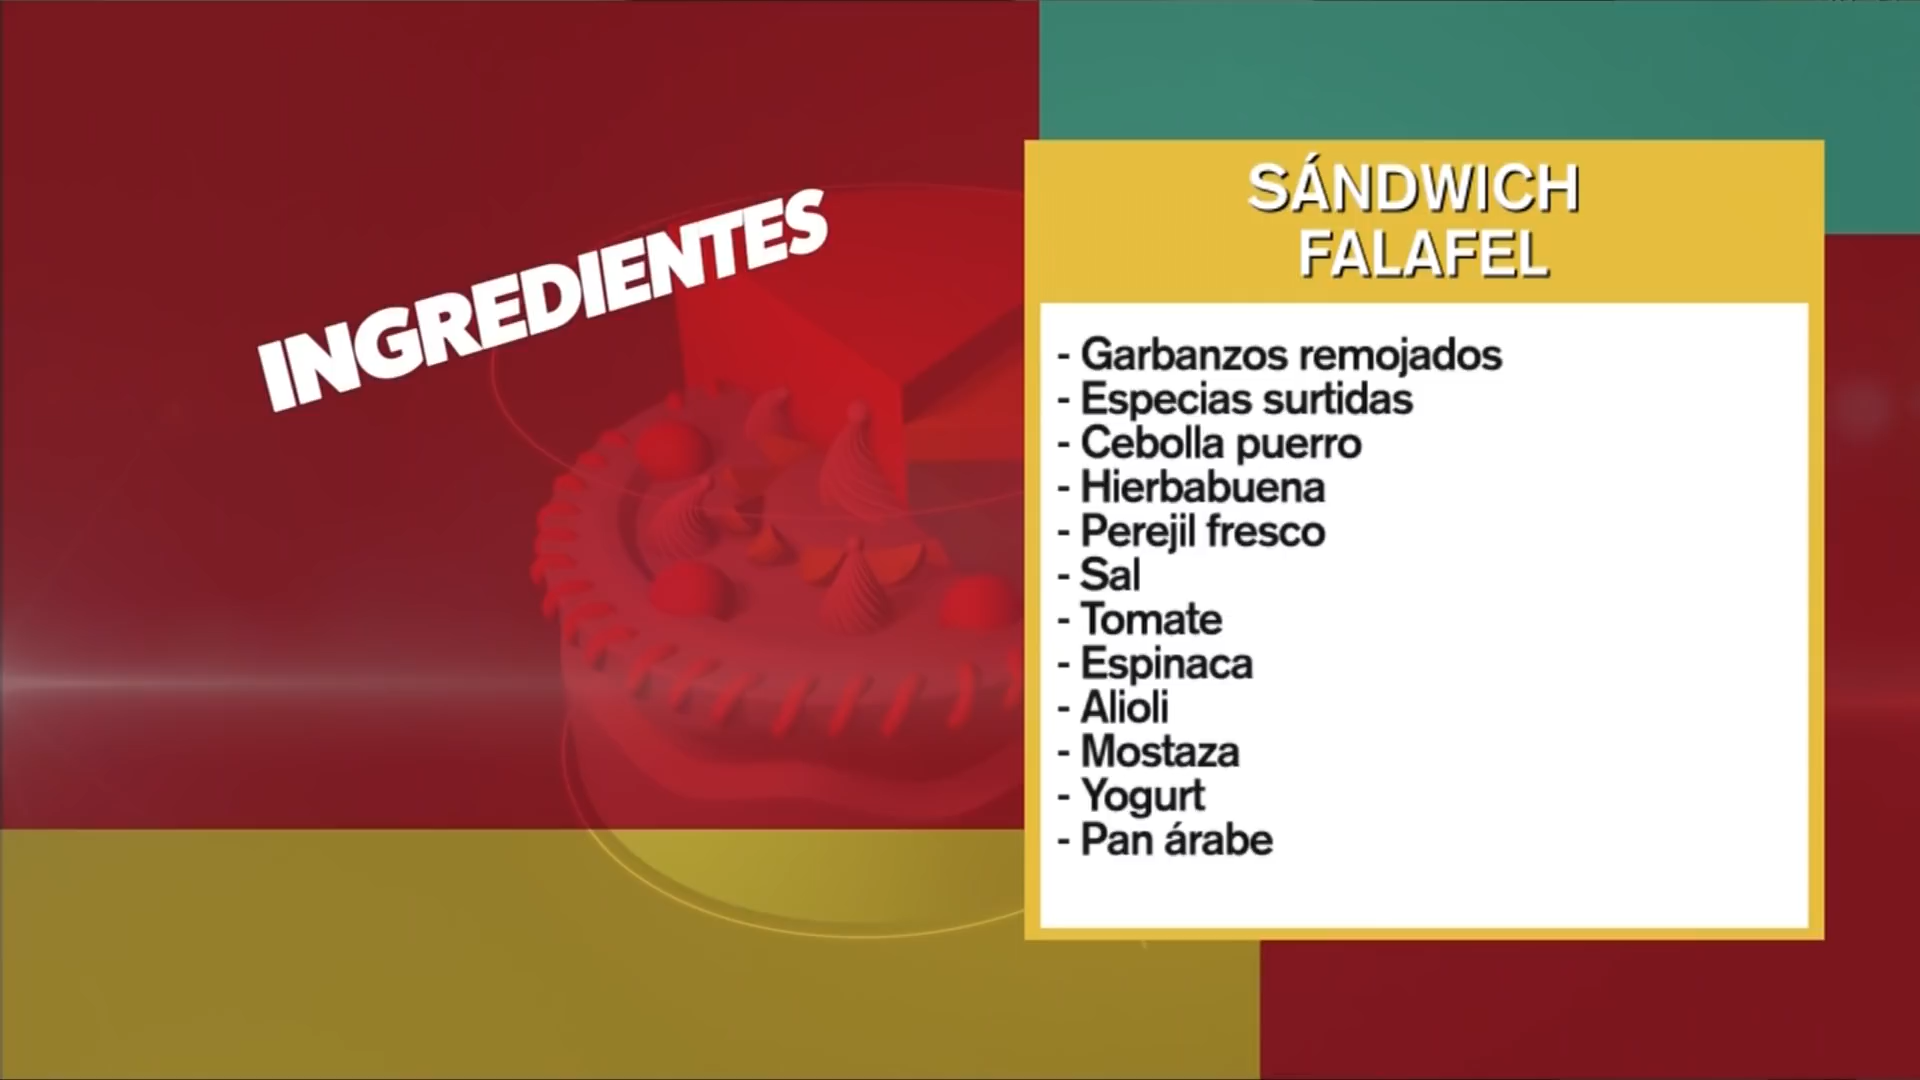 INGREDIENTES
SÁNDWICH
FALAFEL
- Garbanzos remojados
- Especias surtidas
- Cebolla puerro
- Hierbabuena
- Perejil fresco
- Sal
- Tomate
- Espinaca
- Alioli
- Mostaza
- Yogurt
- Pan árabe